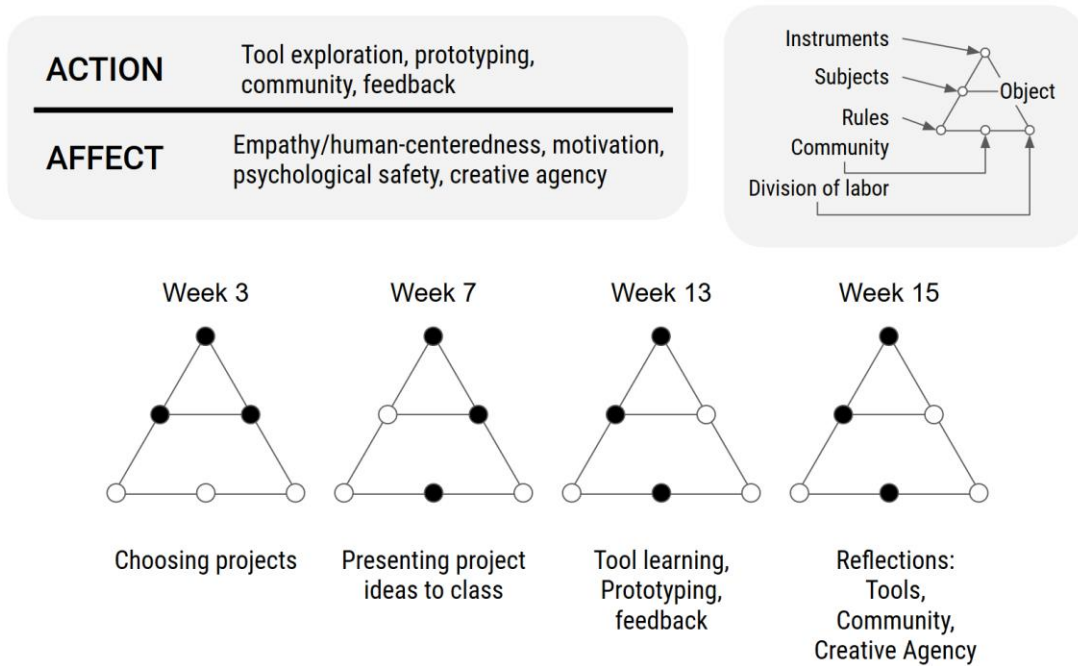 ACTION
Tool exploration, prototyping,
community, feedback
AFFECT
Empathy/human-centeredness, motivation,
psychological safety, creative agency
Instruments
Subjects
Object
Rules
Community
Division of labor
Week 3
Week 7
Week 13
Week 15
Choosing projects
Presenting project
ideas to class
Tool learning,
Prototyping,
feedback
Reflections:
Tools,
Community,
Creative Agency